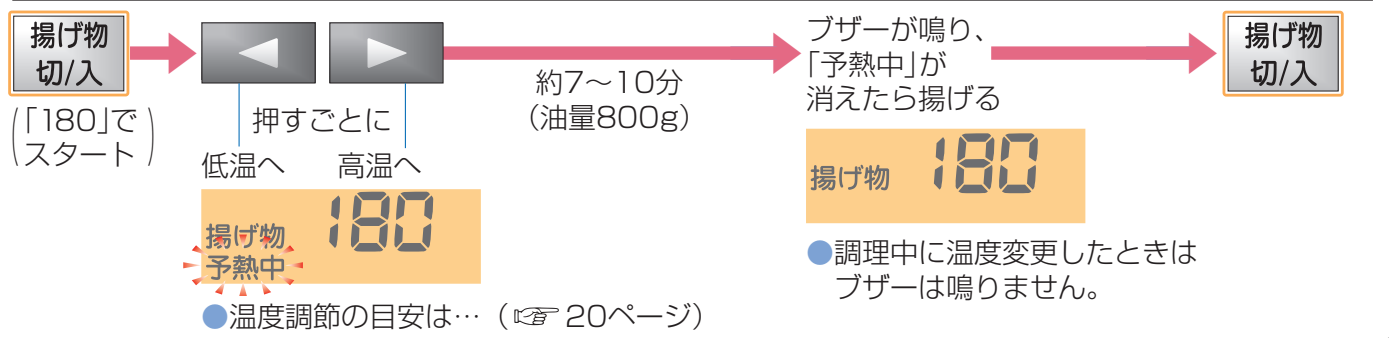 揚げ物
切/入
(「180」で
スタート)
押すごとに
低温へ
高温へ
180
揚げ物
予熱中
●温度調節の目安は…(☞20ページ)
約7〜10分
(油量800g)
ブザーが鳴り、
「予熱中」が
消えたら揚げる
揚げ物 180
●調理中に温度変更したときは
ブザーは鳴りません。
揚げ物
切/入